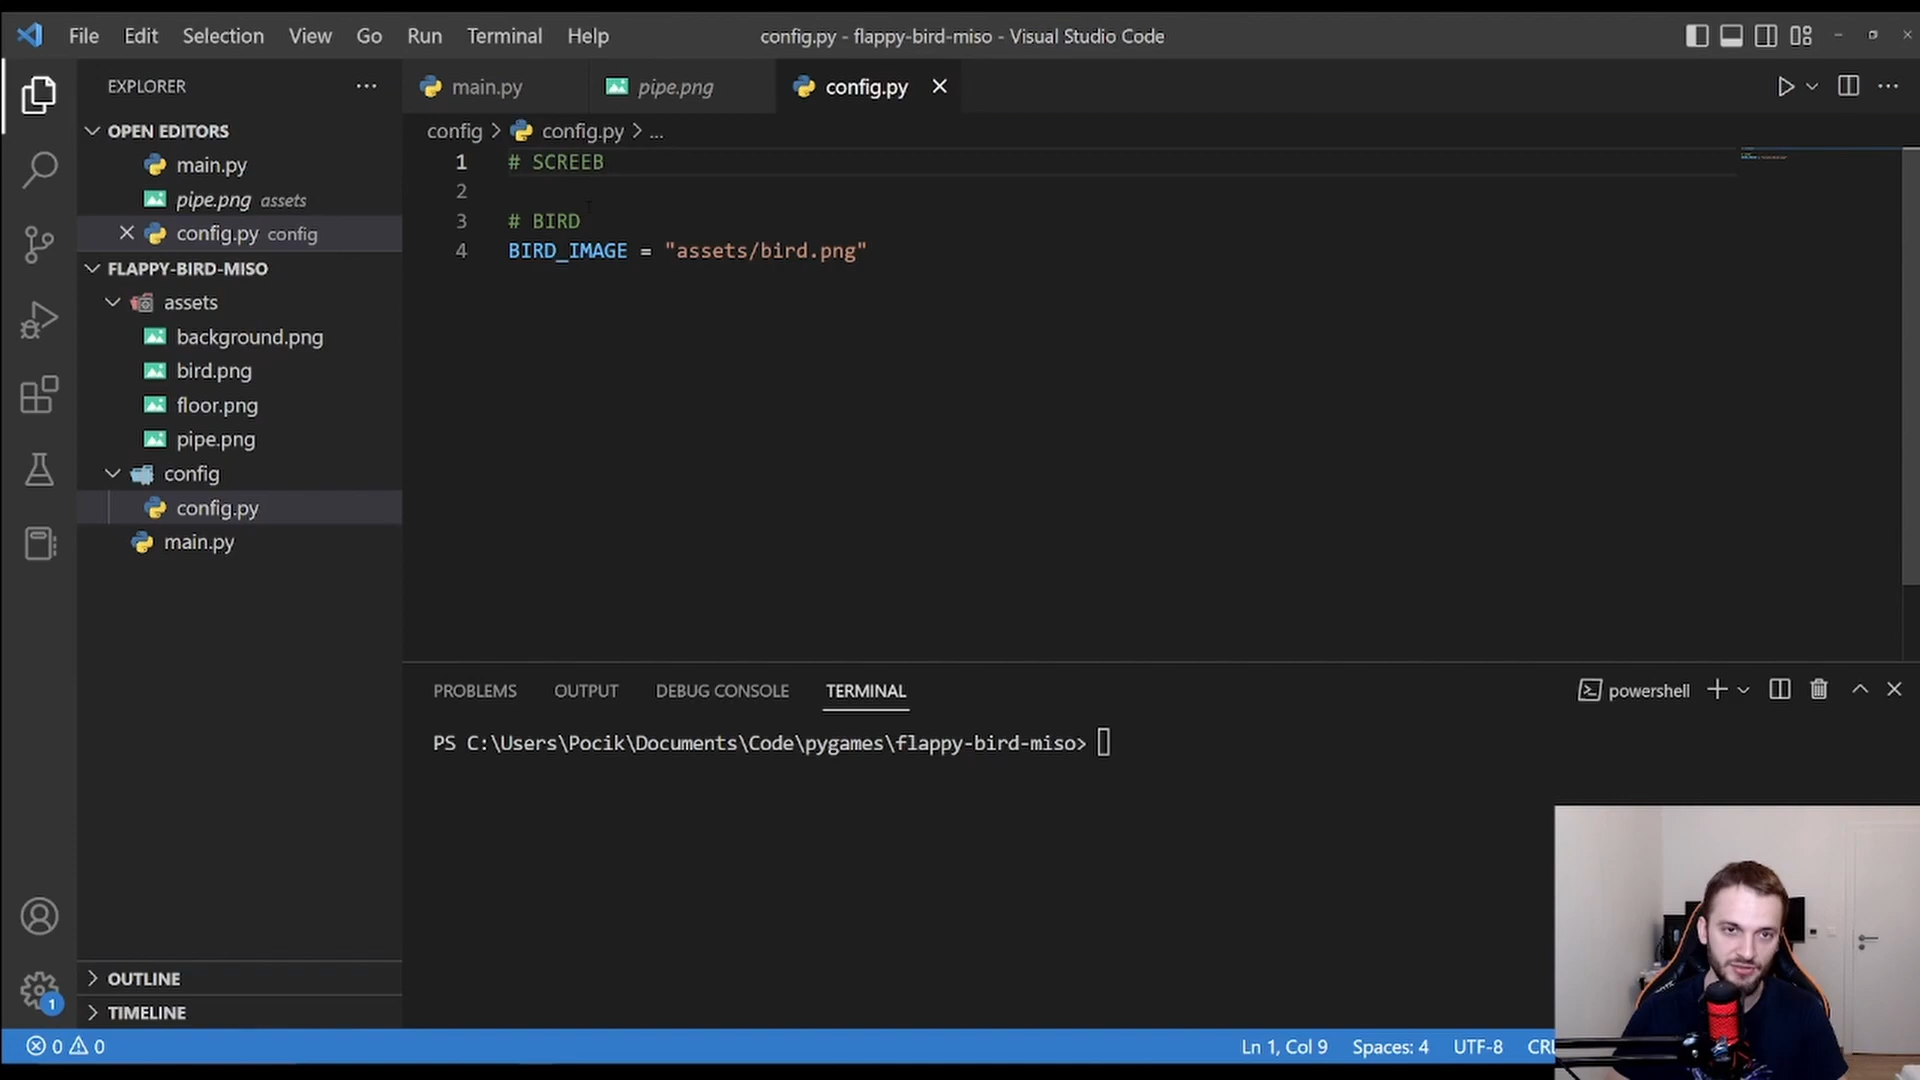 File Edit Selection View Go Run Terminal Help config.py - flappy-bird-miso - Visual Studio Code
EXPLORER ...
main.py pipe.png config.py
OPEN EDITORS
main.py
pipe.png assets
config.py config
FLAPPY-BIRD-MISO
assets
background.png
bird.png
floor.png
pipe.png
config
config.py
main.py
OUTLINE
TIMELINE
config > config.py > ...
1 # SCREEB
2
3 # BIRD
4 BIRD_IMAGE = "assets/bird.png"
PROBLEMS OUTPUT DEBUG CONSOLE TERMINAL powershell
PS C:\Users\Pocik\Documents\Code\pygames\flappy-bird-miso>
1
0 0 Ln 1, Col 9 Spaces: 4 UTF-8